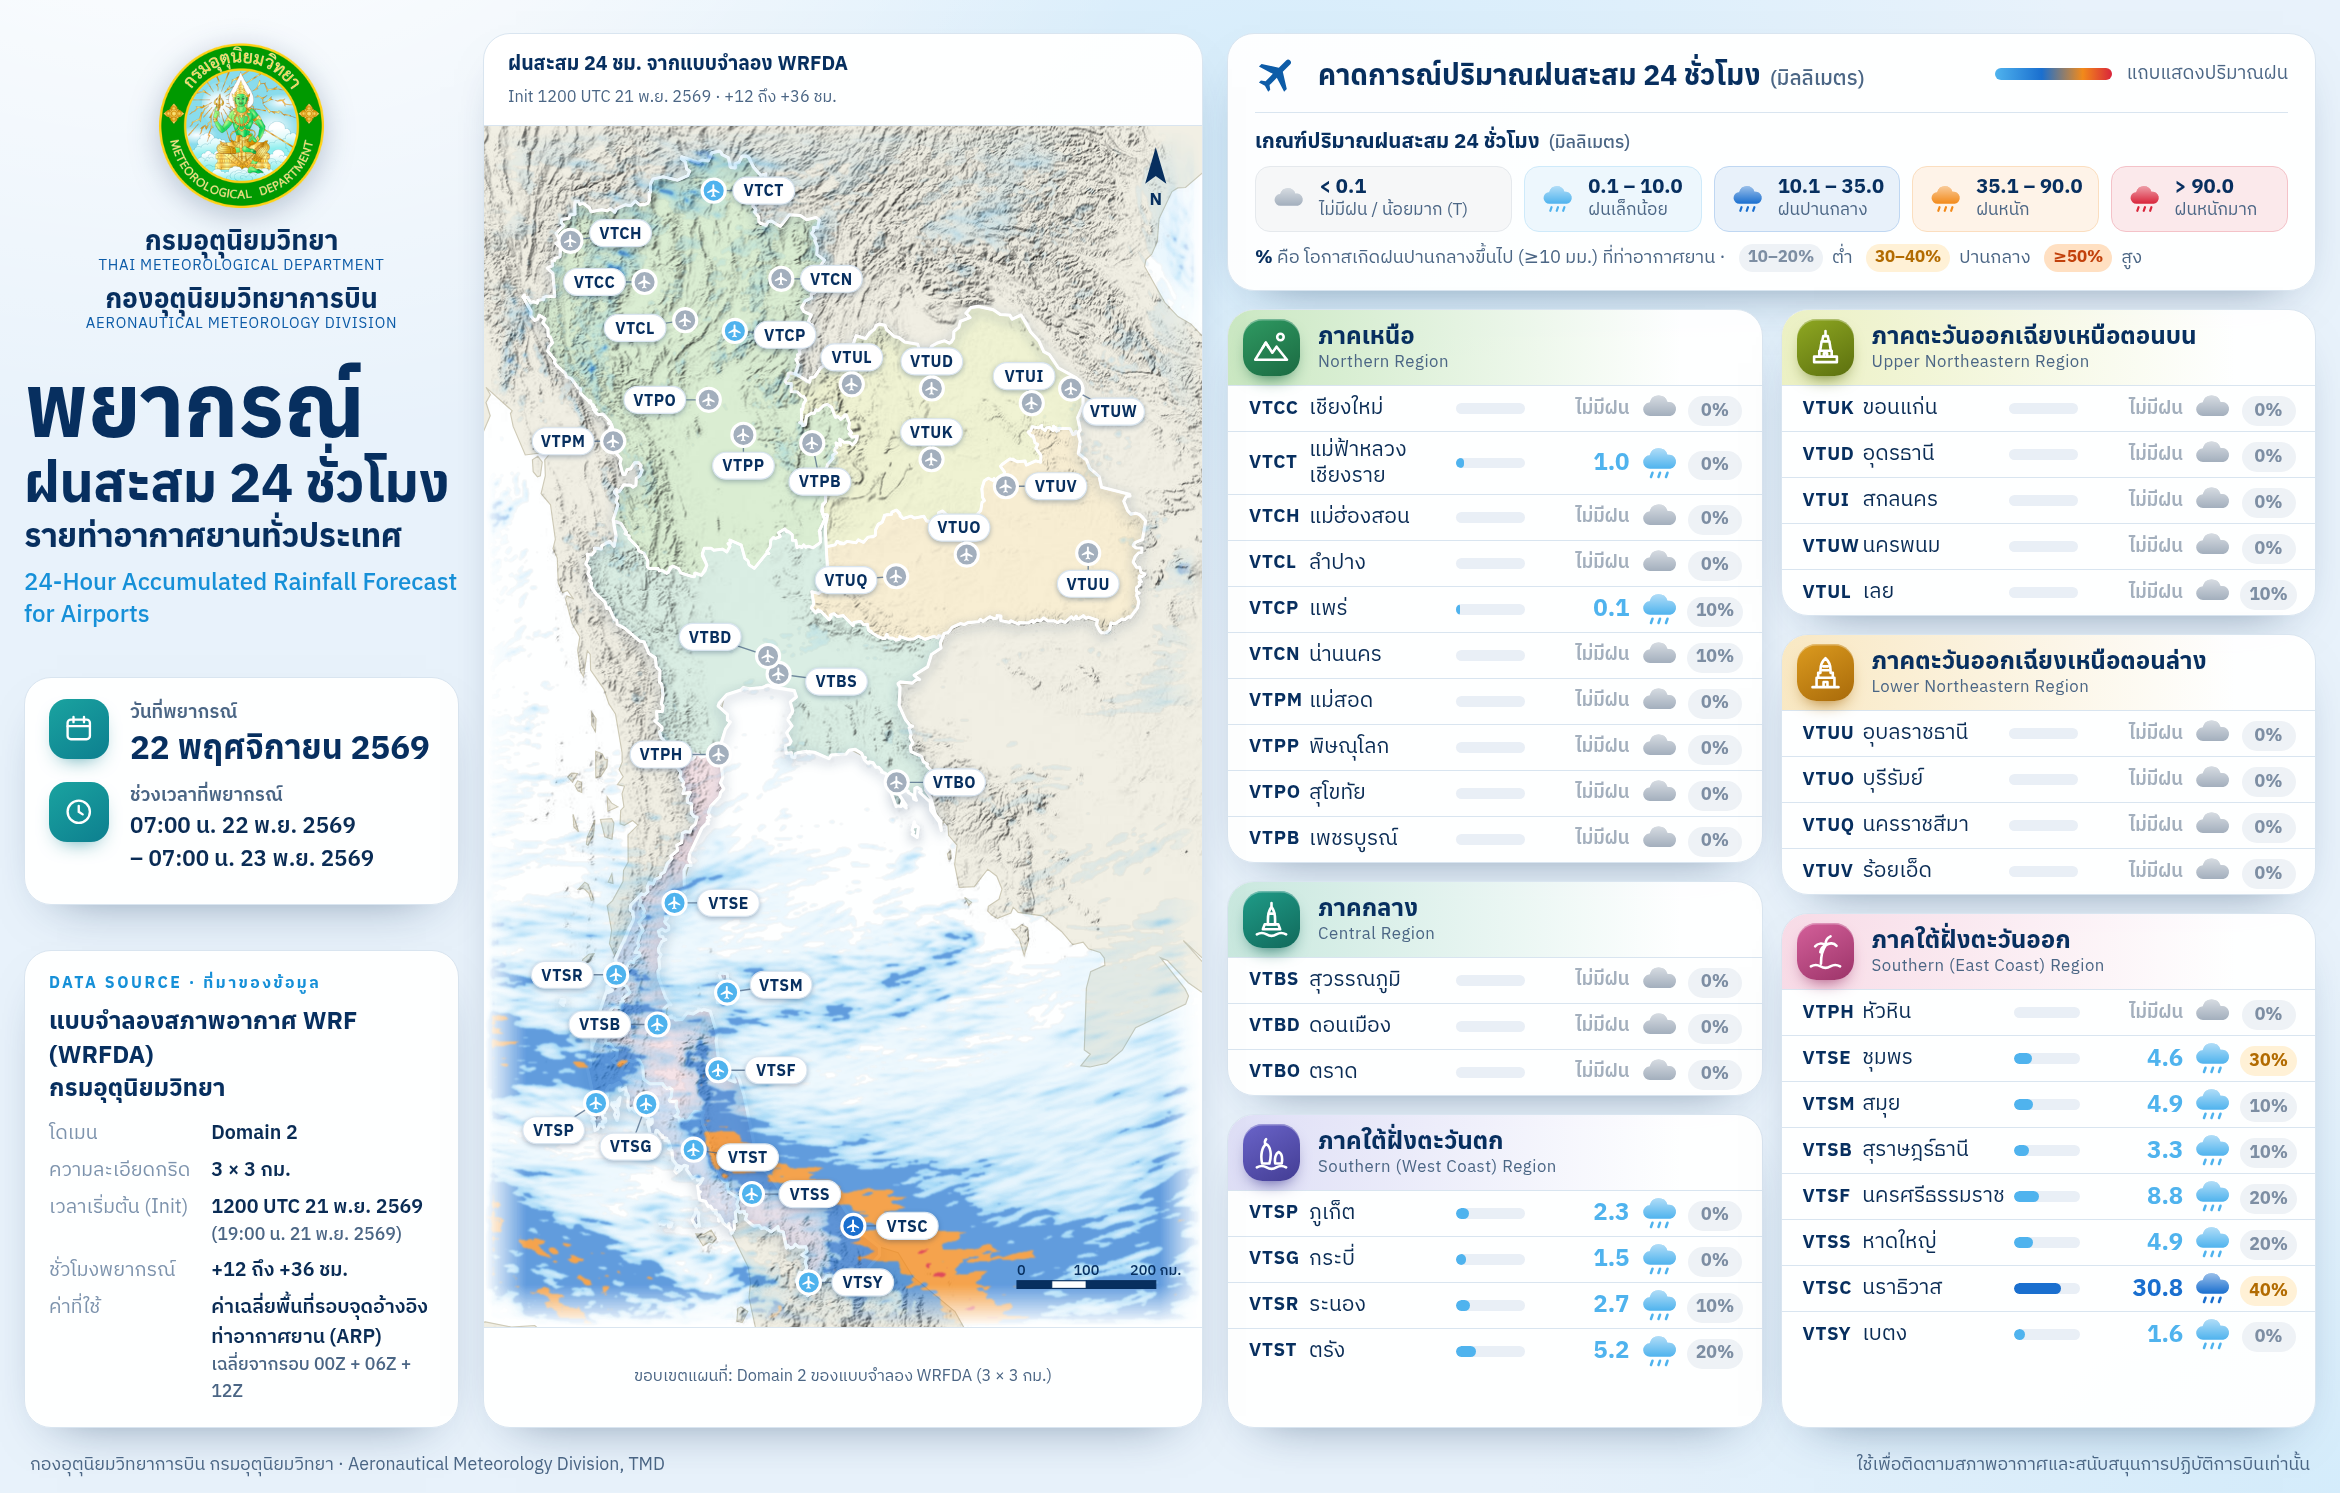 กรมอุตุนิยมวิทยา
METEOROLOGICAL DEPARTMENT
กรมอุตุนิยมวิทยา
THAI METEOROLOGICAL DEPARTMENT
กองอุตุนิยมวิทยาการบิน
AERONAUTICAL METEOROLOGY DIVISION
พยากรณ์
ฝนสะสม 24 ชั่วโมง
รายท่าอากาศยานทั่วประเทศ
24-Hour Accumulated Rainfall Forecast
for Airports
วันที่พยากรณ์
22 พฤศจิกายน 2569
ช่วงเวลาที่พยากรณ์
07:00 น. 22 พ.ย. 2569
– 07:00 น. 23 พ.ย. 2569
DATA SOURCE · ที่มาของข้อมูล
แบบจำลองสภาพอากาศ WRF
(WRFDA)
กรมอุตุนิยมวิทยา
โดเมน Domain 2
ความละเอียดกริด 3 × 3 กม.
เวลาเริ่มต้น (Init) 1200 UTC 21 พ.ย. 2569
(19:00 น. 21 พ.ย. 2569)
ชั่วโมงพยากรณ์ +12 ถึง +36 ชม.
ค่าที่ใช้ ค่าเฉลี่ยพื้นที่รอบจุดอ้างอิง
ท่าอากาศยาน (ARP)
เฉลี่ยจากรอบ 00Z + 06Z +
12Z
ฝนสะสม 24 ชม. จากแบบจำลอง WRFDA
Init 1200 UTC 21 พ.ย. 2569 · +12 ถึง +36 ชม.
N
VTCT
VTCH
VTCC
VTCN
VTCL
VTCP
VTUL
VTUD
VTUI
VTUW
VTPO
VTPM
VTUK
VTPP
VTPB
VTUV
VTUO
VTUQ
VTUU
VTBD
VTBS
VTPH
VTBO
VTSE
VTSR
VTSM
VTSB
VTSF
VTSP
VTSG
VTST
VTSS
VTSC
VTSY
0 100 200 กม.
ขอบเขตแผนที่: Domain 2 ของแบบจำลอง WRFDA (3 × 3 กม.)
คาดการณ์ปริมาณฝนสะสม 24 ชั่วโมง (มิลลิเมตร)
แถบแสดงปริมาณฝน
เกณฑ์ปริมาณฝนสะสม 24 ชั่วโมง (มิลลิเมตร)
< 0.1
ไม่มีฝน / น้อยมาก (T)
0.1 – 10.0
ฝนเล็กน้อย
10.1 – 35.0
ฝนปานกลาง
35.1 – 90.0
ฝนหนัก
> 90.0
ฝนหนักมาก
% คือ โอกาสเกิดฝนปานกลางขึ้นไป (≥10 มม.) ที่ท่าอากาศยาน · 10–20% ต่ำ 30–40% ปานกลาง ≥50% สูง
ภาคเหนือ
Northern Region
VTCC เชียงใหม่ ไม่มีฝน 0%
VTCT แม่ฟ้าหลวง
เชียงราย 1.0 0%
VTCH แม่ฮ่องสอน ไม่มีฝน 0%
VTCL ลำปาง ไม่มีฝน 0%
VTCP แพร่ 0.1 10%
VTCN น่านนคร ไม่มีฝน 10%
VTPM แม่สอด ไม่มีฝน 0%
VTPP พิษณุโลก ไม่มีฝน 0%
VTPO สุโขทัย ไม่มีฝน 0%
VTPB เพชรบูรณ์ ไม่มีฝน 0%
ภาคกลาง
Central Region
VTBS สุวรรณภูมิ ไม่มีฝน 0%
VTBD ดอนเมือง ไม่มีฝน 0%
VTBO ตราด ไม่มีฝน 0%
ภาคใต้ฝั่งตะวันตก
Southern (West Coast) Region
VTSP ภูเก็ต 2.3 0%
VTSG กระบี่ 1.5 0%
VTSR ระนอง 2.7 10%
VTST ตรัง 5.2 20%
ภาคตะวันออกเฉียงเหนือตอนบน
Upper Northeastern Region
VTUK ขอนแก่น ไม่มีฝน 0%
VTUD อุดรธานี ไม่มีฝน 0%
VTUI สกลนคร ไม่มีฝน 0%
VTUW นครพนม ไม่มีฝน 0%
VTUL เลย ไม่มีฝน 10%
ภาคตะวันออกเฉียงเหนือตอนล่าง
Lower Northeastern Region
VTUU อุบลราชธานี ไม่มีฝน 0%
VTUO บุรีรัมย์ ไม่มีฝน 0%
VTUQ นครราชสีมา ไม่มีฝน 0%
VTUV ร้อยเอ็ด ไม่มีฝน 0%
ภาคใต้ฝั่งตะวันออก
Southern (East Coast) Region
VTPH หัวหิน ไม่มีฝน 0%
VTSE ชุมพร 4.6 30%
VTSM สมุย 4.9 10%
VTSB สุราษฎร์ธานี 3.3 10%
VTSF นครศรีธรรมราช 8.8 20%
VTSS หาดใหญ่ 4.9 20%
VTSC นราธิวาส 30.8 40%
VTSY เบตง 1.6 0%
กองอุตุนิยมวิทยาการบิน กรมอุตุนิยมวิทยา · Aeronautical Meteorology Division, TMD
ใช้เพื่อติดตามสภาพอากาศและสนับสนุนการปฏิบัติการบินเท่านั้น